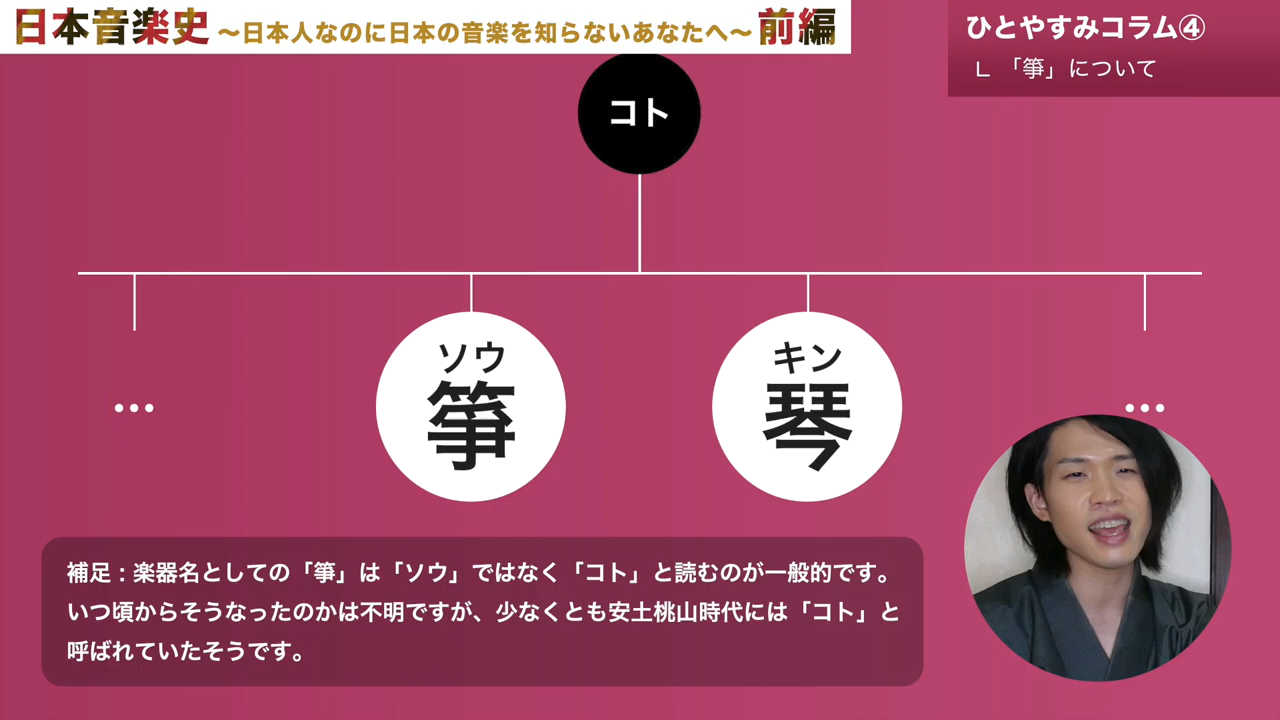 日本音楽史 〜日本人なのに日本の音楽を知らないあなたへ〜 前編
ひとやすみコラム④
└ 「箏」について
コト
ソウ
箏
キン
琴
…
…
補足：楽器名としての「箏」は「ソウ」ではなく「コト」と読むのが一般的です。
いつ頃からそうなったのかは不明ですが、少なくとも安土桃山時代には「コト」と
呼ばれていたそうです。